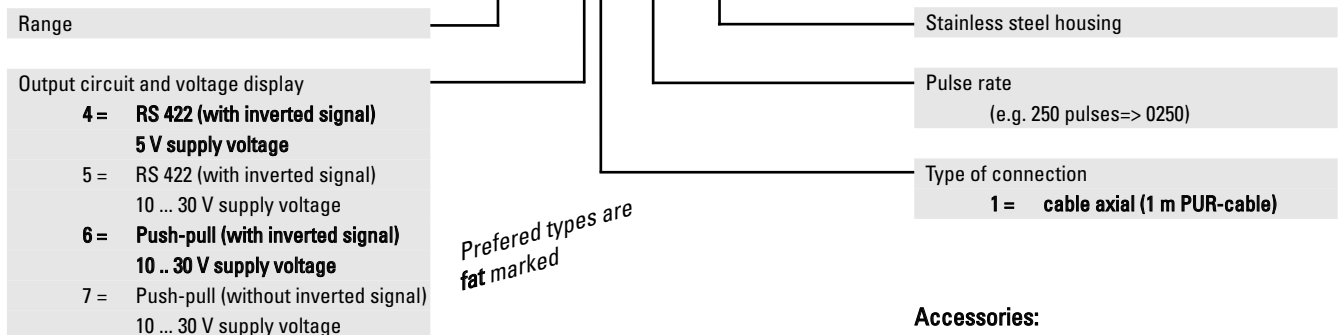 Range
Output circuit and voltage display
4 = RS 422 (with inverted signal)
5 V supply voltage
5 = RS 422 (with inverted signal)
10 ... 30 V supply voltage
6 = Push-pull (with inverted signal)
10 .. 30 V supply voltage
7 = Push-pull (without inverted signal)
10 ... 30 V supply voltage
Prefered types are
fat marked
Stainless steel housing
Pulse rate
(e.g. 250 pulses=> 0250)
Type of connection
1 = cable axial (1 m PUR-cable)
Accessories: